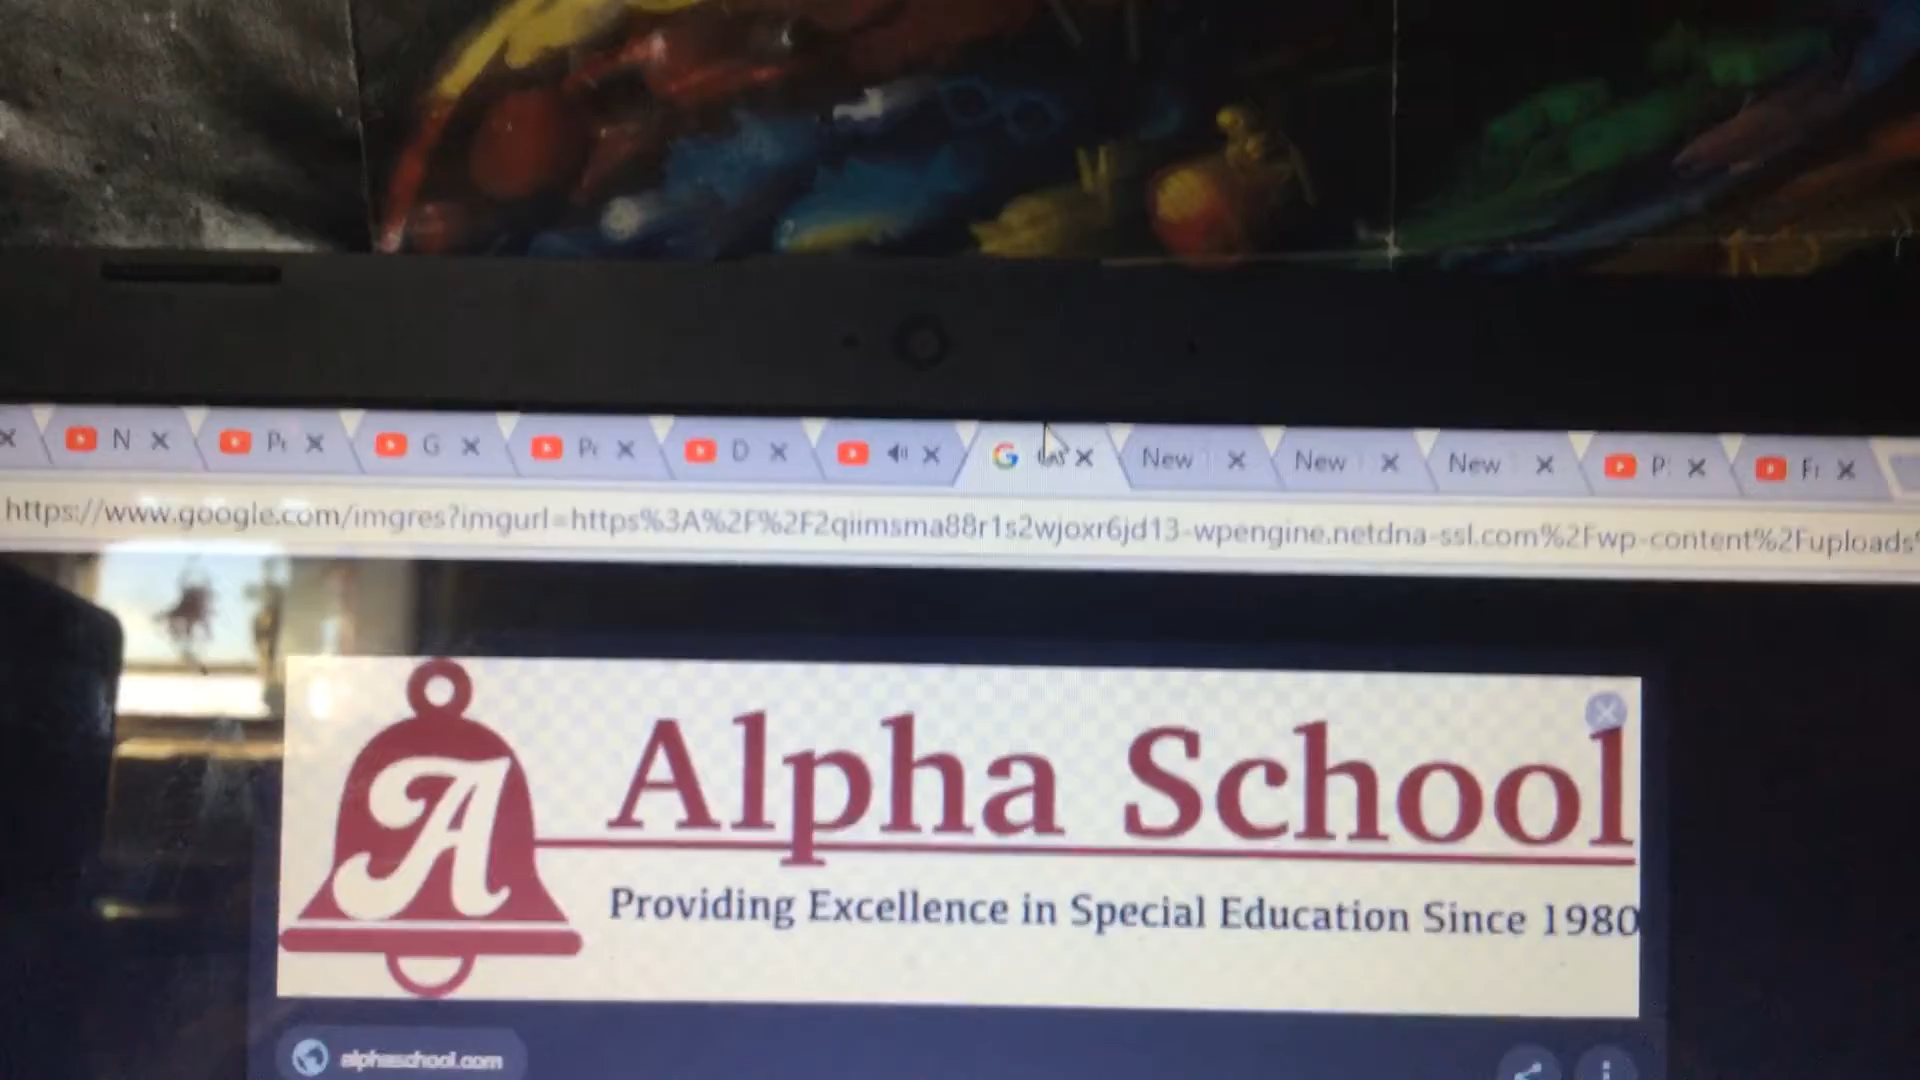 N
G
D
New
New
New
https://www.google.com/imgres?imgurl=https%3A%2F%2F2qiimsma88r1s2wjoxr6jd13-wpengine.netdna-ssl.com%2Fwp-content%2Fuploads%
A
Alpha School
Providing Excellence in Special Education Since 1980
alphaschool.com